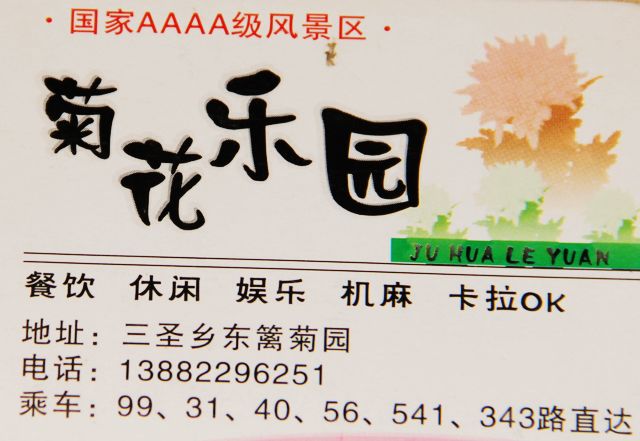 ·国家AAAA级风景区·
菊花乐园
JU HUA LE YUAN
餐饮 休闲 娱乐 机麻 卡拉OK
地址：三圣乡东篱菊园
电话：13882296251
乘车：99、31、40、56、541、343路直达